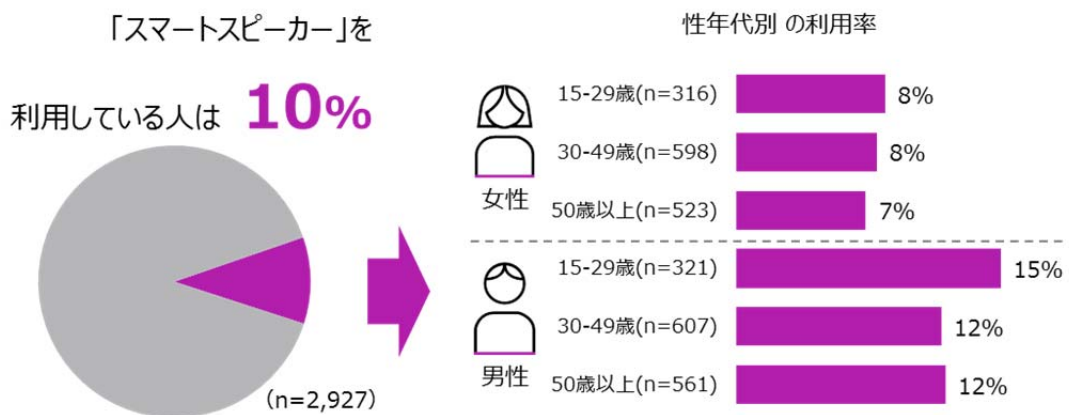 「スマートスピーカー」を
利用している人は 10%
(n=2,927)
性年代別 の利用率
女性
15-29歳(n=316) 8%
30-49歳(n=598) 8%
50歳以上(n=523) 7%
男性
15-29歳(n=321) 15%
30-49歳(n=607) 12%
50歳以上(n=561) 12%